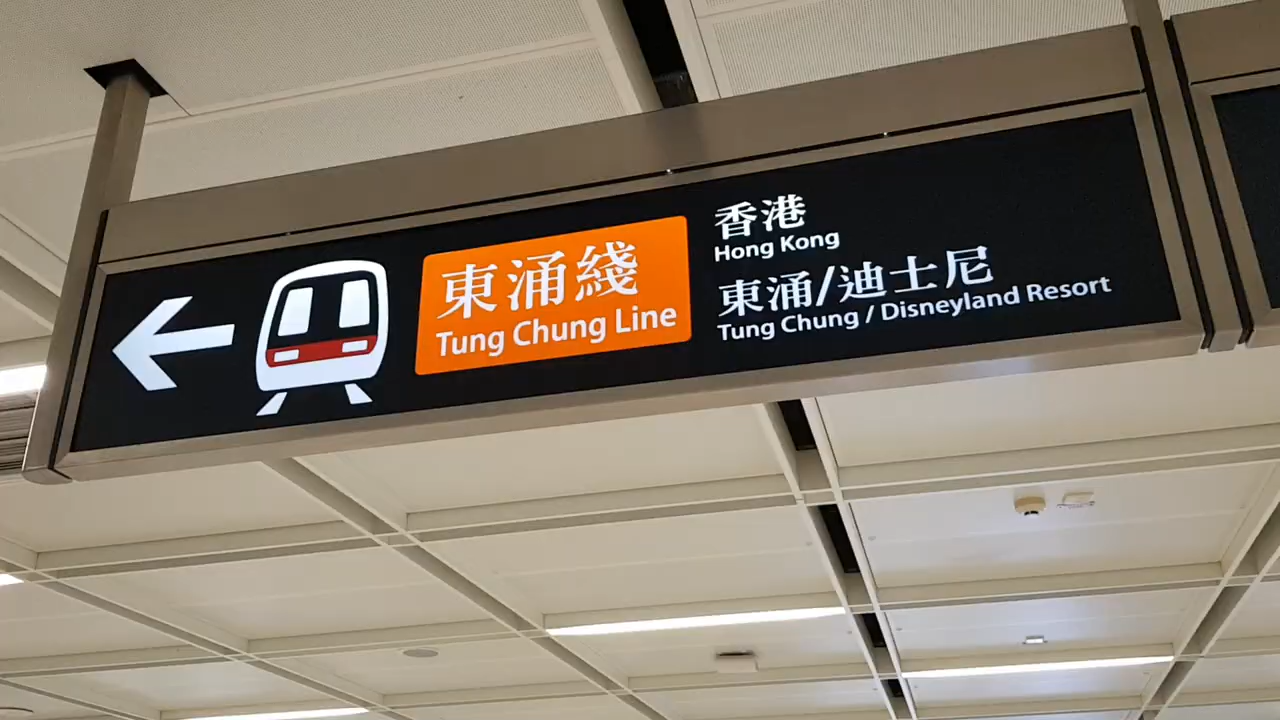 東涌綫
Tung Chung Line
香港
Hong Kong
東涌/迪士尼
Tung Chung / Disneyland Resort